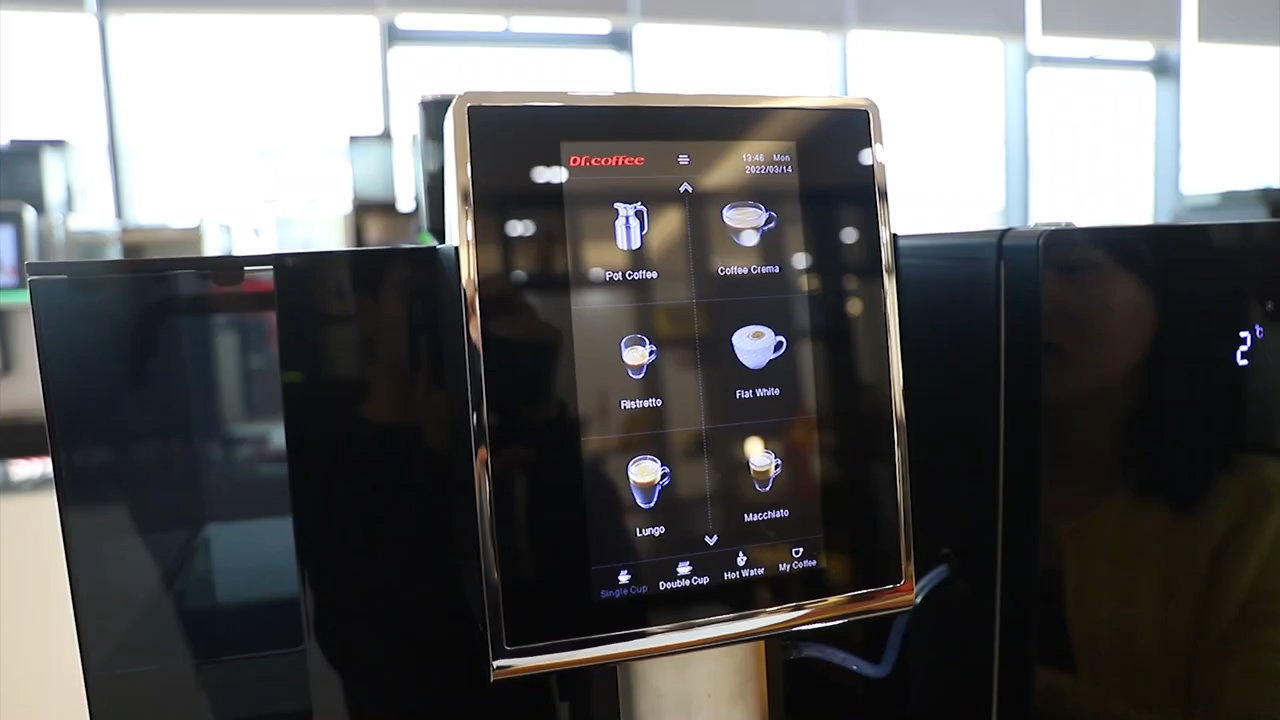 Dr.coffee
13:46 Mon
2022/03/14
Pot Coffee
Coffee Crema
Ristretto
Flat White
Lungo
Macchiato
Single Cup
Double Cup
Hot Water
My Coffee
2°c